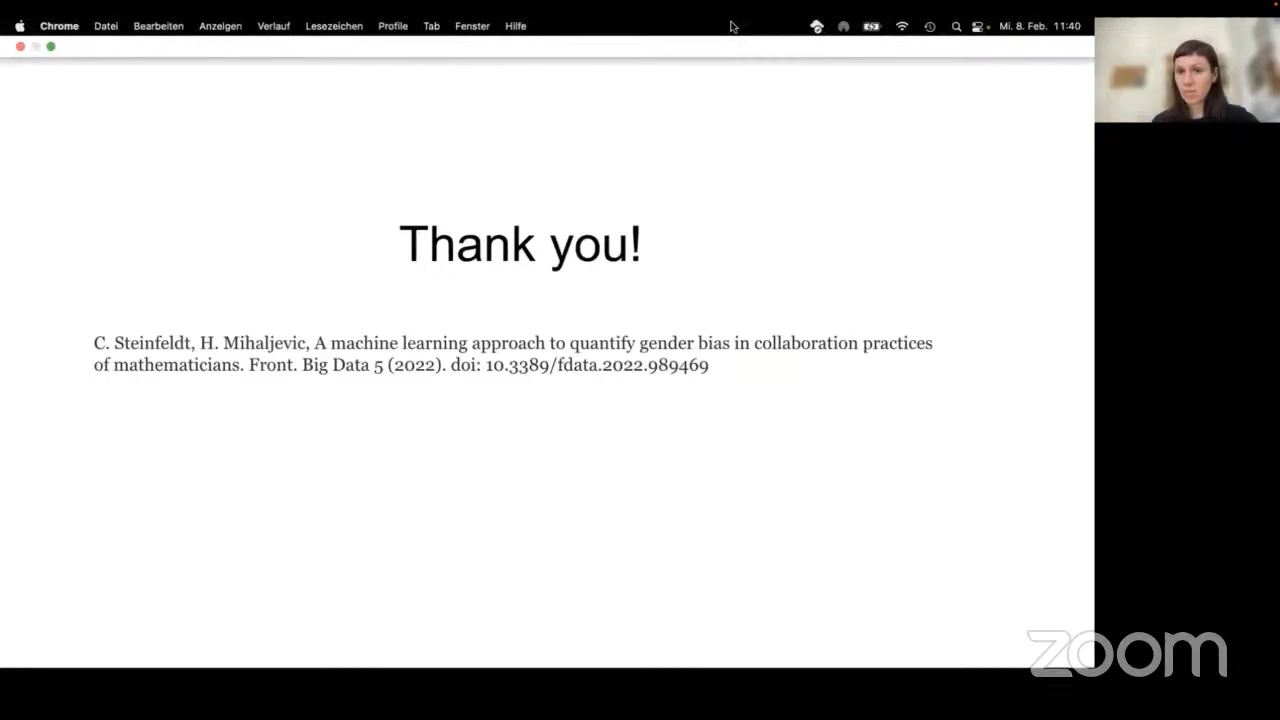 Chrome Datei Bearbeiten Anzeigen Verlauf Lesezeichen Profile Tab Fenster Hilfe Mi. 8. Feb. 11:40
Thank you!
C. Steinfeldt, H. Mihaljevic, A machine learning approach to quantify gender bias in collaboration practices
of mathematicians. Front. Big Data 5 (2022). doi: 10.3389/fdata.2022.989469
zoom